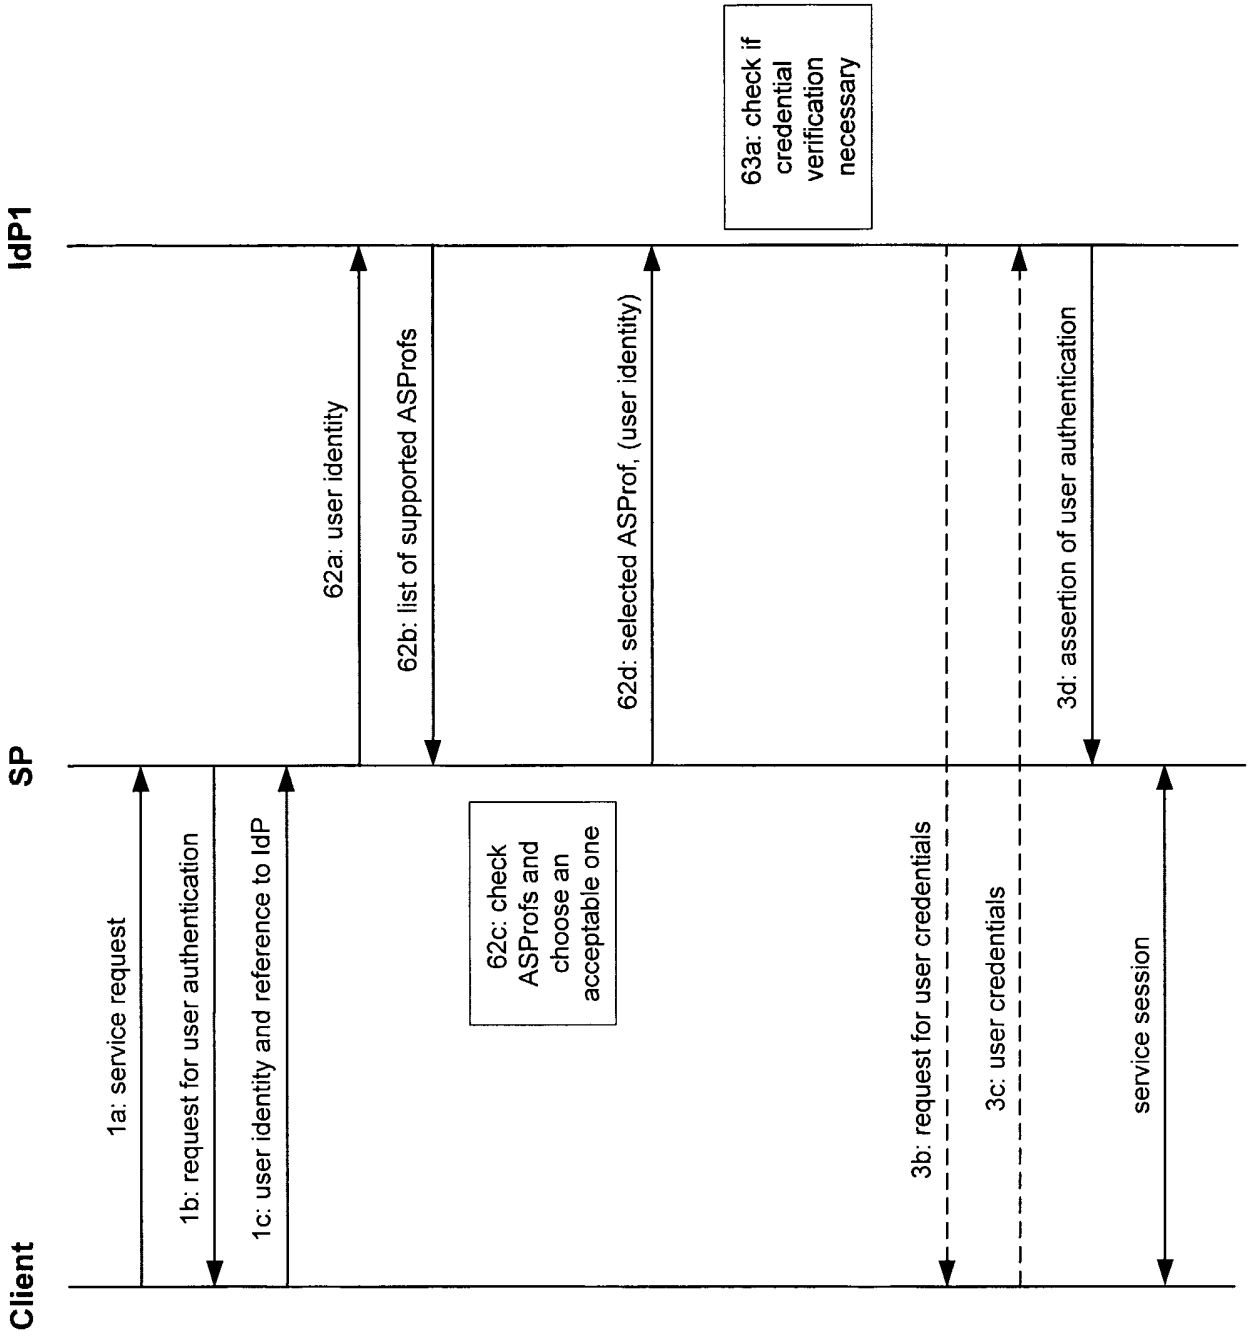 Client
SP
IdP1
1a: service request
1b: request for user authentication
1c: user identity and reference to IdP
62a: user identity
62b: list of supported ASProfs
62c: check
ASProfs and
choose an
acceptable one
62d: selected ASProf, (user identity)
63a: check if
credential
verification
necessary
3b: request for user credentials
3c: user credentials
3d: assertion of user authentication
service session